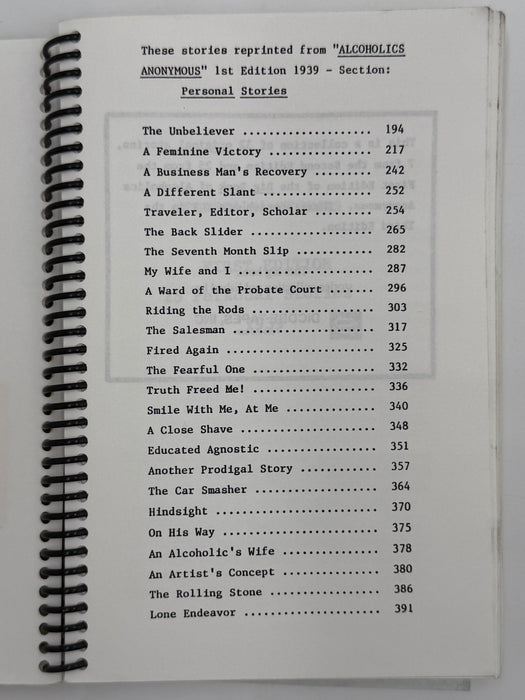 These stories reprinted from "ALCOHOLICS
ANONYMOUS" 1st Edition 1939 - Section:
Personal Stories
The Unbeliever ................... 194
A Feminine Victory ............... 217
A Business Man's Recovery ......... 242
A Different Slant ................ 252
Traveler, Editor, Scholar ......... 254
The Back Slider .................. 265
The Seventh Month Slip ............ 282
My Wife and I .................... 287
A Ward of the Probate Court ....... 296
Riding the Rods .................. 303
The Salesman ..................... 317
Fired Again ...................... 325
The Fearful One .................. 332
Truth Freed Me! .................. 336
Smile With Me, At Me ............. 340
A Close Shave .................... 348
Educated Agnostic ................ 351
Another Prodigal Story ............ 357
The Car Smasher .................. 364
Hindsight ........................ 370
On His Way ....................... 375
An Alcoholic's Wife .............. 378
An Artist's Concept .............. 380
The Rolling Stone ................ 386
Lone Endeavor .................... 391